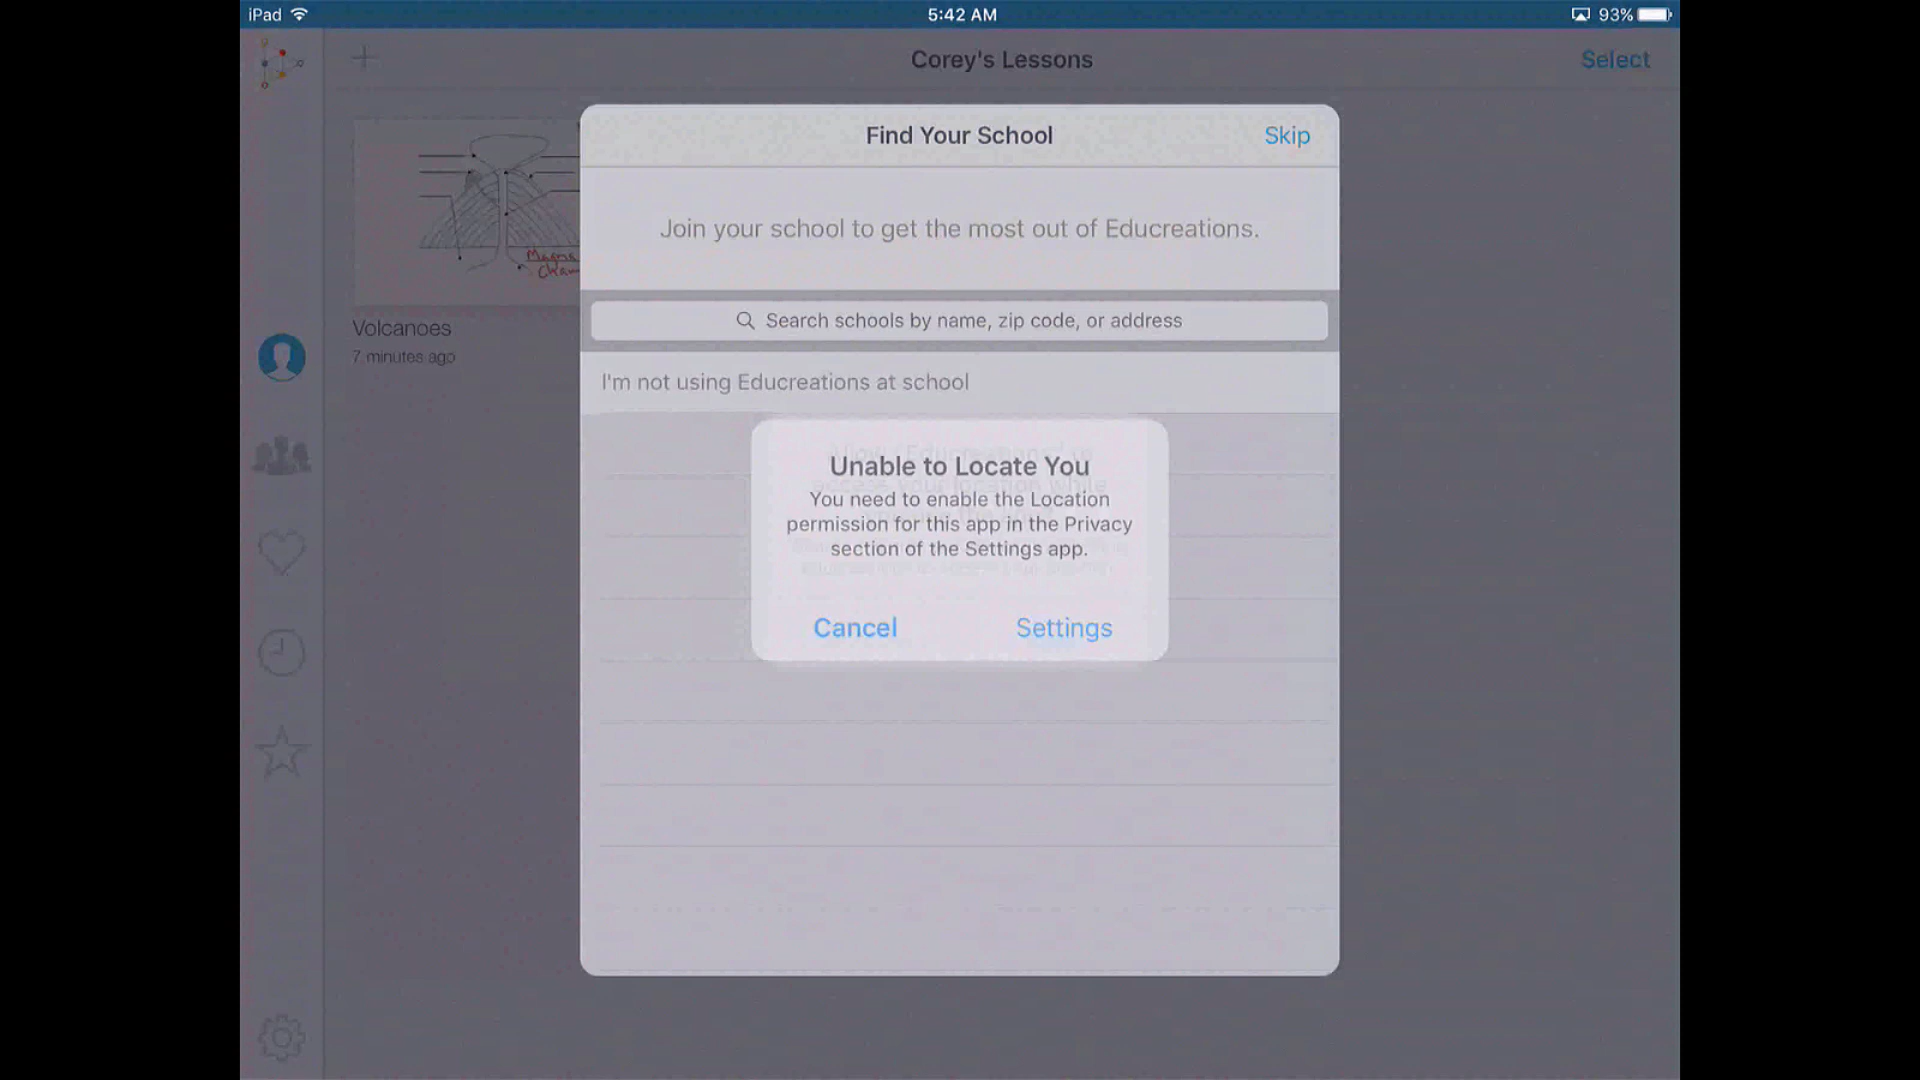 iPad
5:42 AM
93%
Corey's Lessons
Select
Find Your School
Skip
Join your school to get the most out of Educreations.
Magma
Cham
Search schools by name, zip code, or address
Volcanoes
7 minutes ago
I'm not using Educreations at school
Unable to Locate You
You need to enable the Location
permission for this app in the Privacy
section of the Settings app.
Cancel
Settings